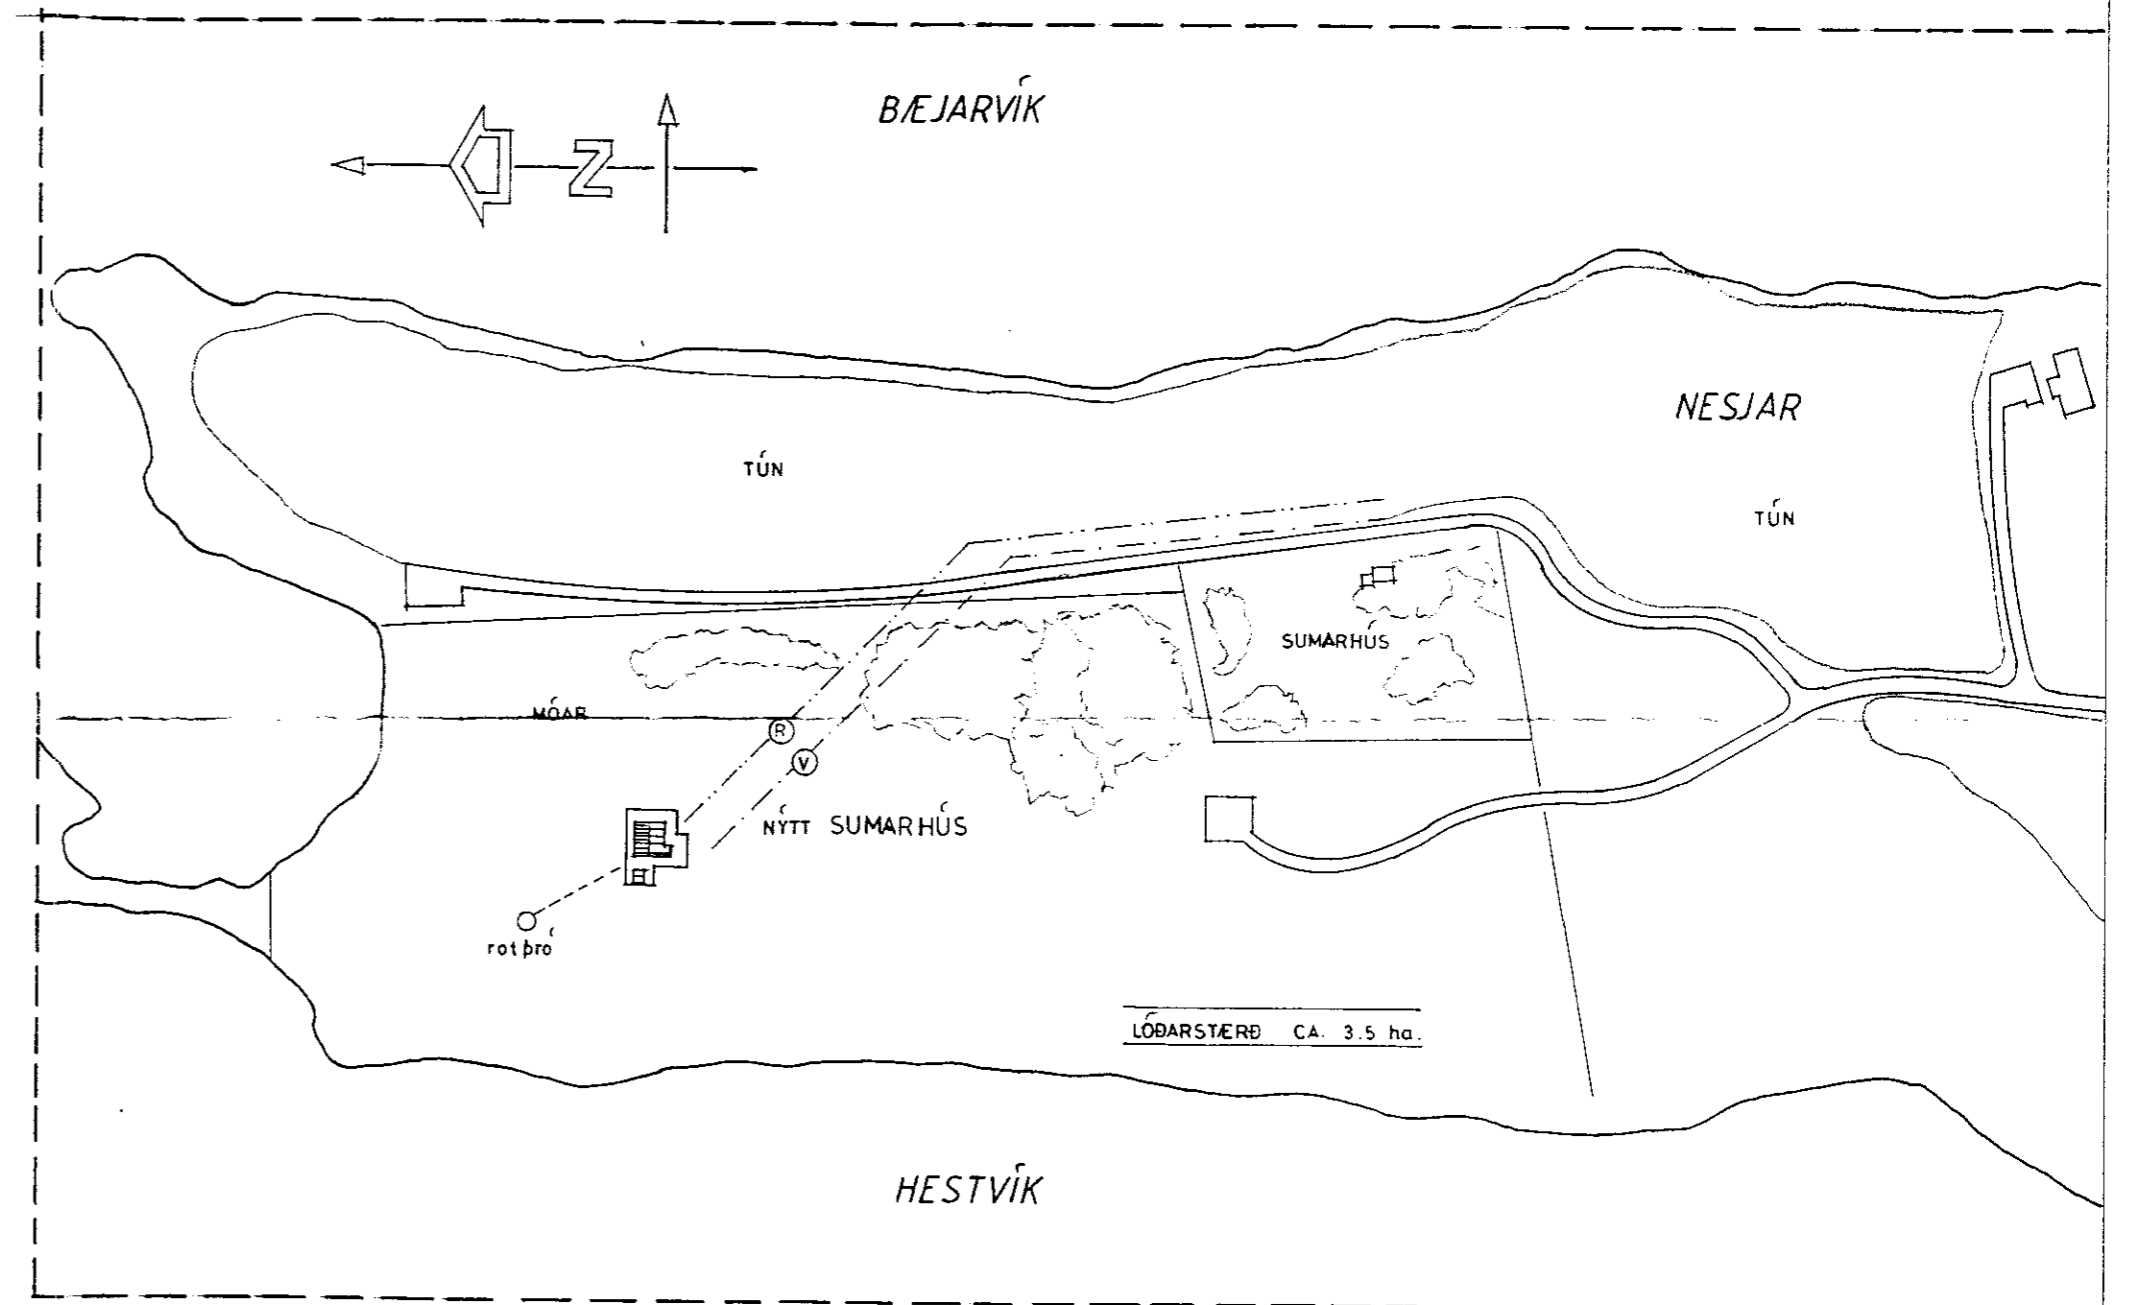 BÆJARVÍK
N
NESJAR
TÚN
TÚN
SUMARHÚS
MÓAR
R
V
NÝTT SUMARHÚS
rotþró
LÓÐARSTÆRÐ CA. 3.5 ha.
HESTVÍK